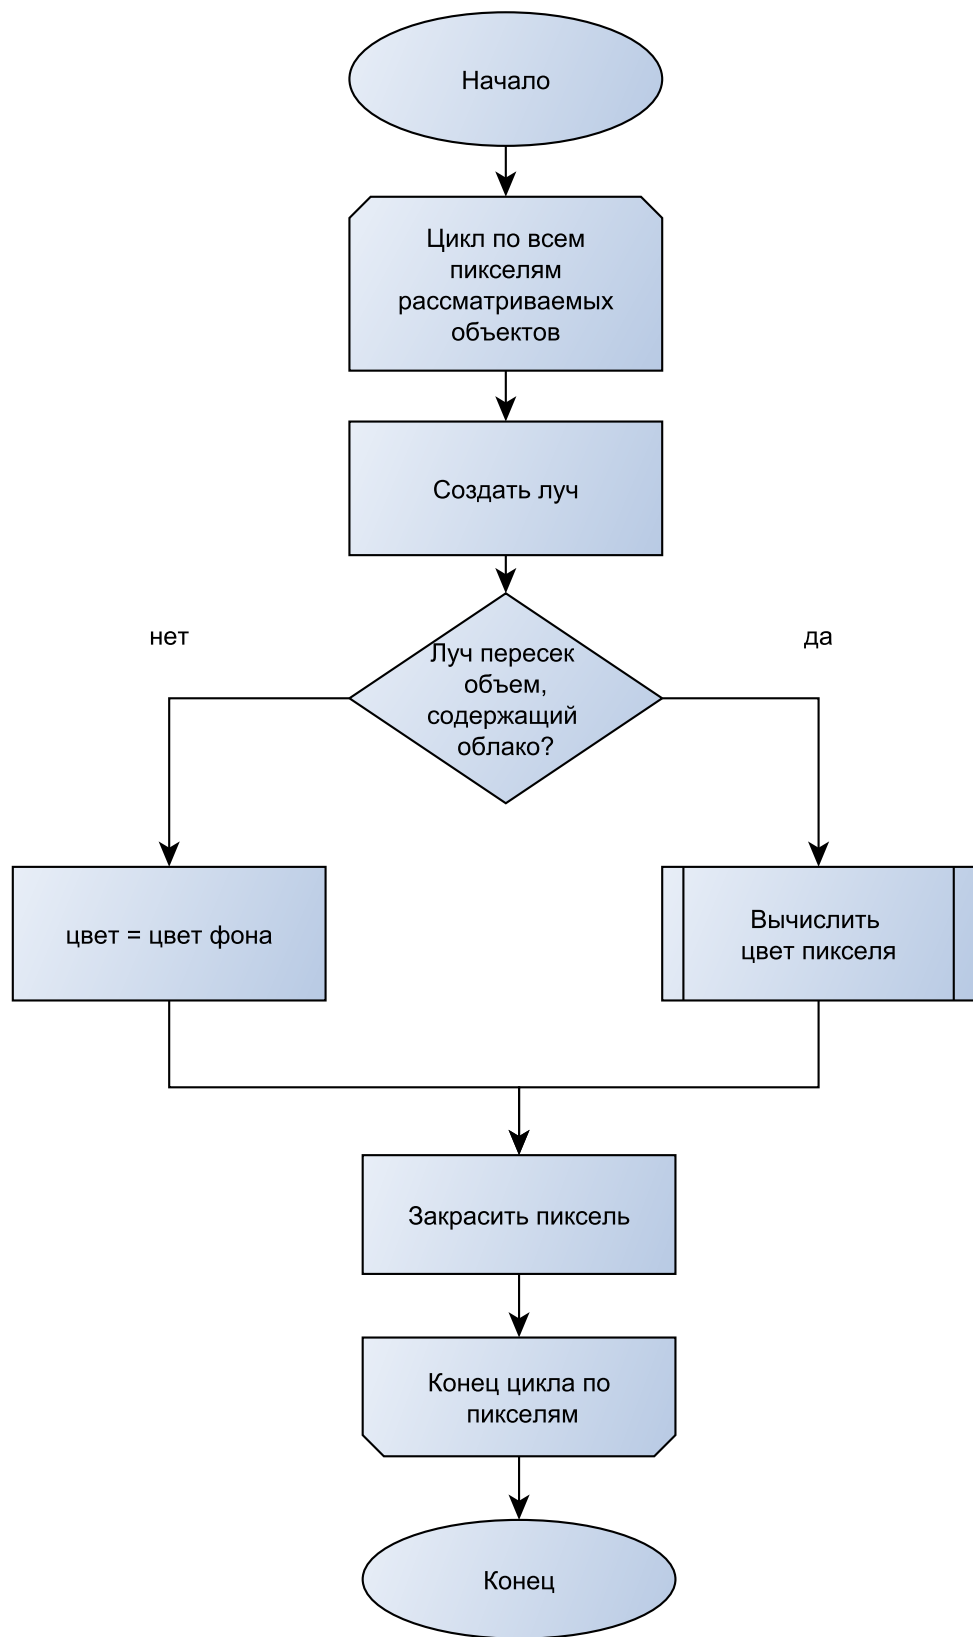 Начало
Цикл по всем
пикселям
рассматриваемых
объектов
Создать луч
нет
да
Луч пересек
объем,
содержащий
облако?
цвет = цвет фона
Вычислить
цвет пикселя
Закрасить пиксель
Конец цикла по
пикселям
Конец